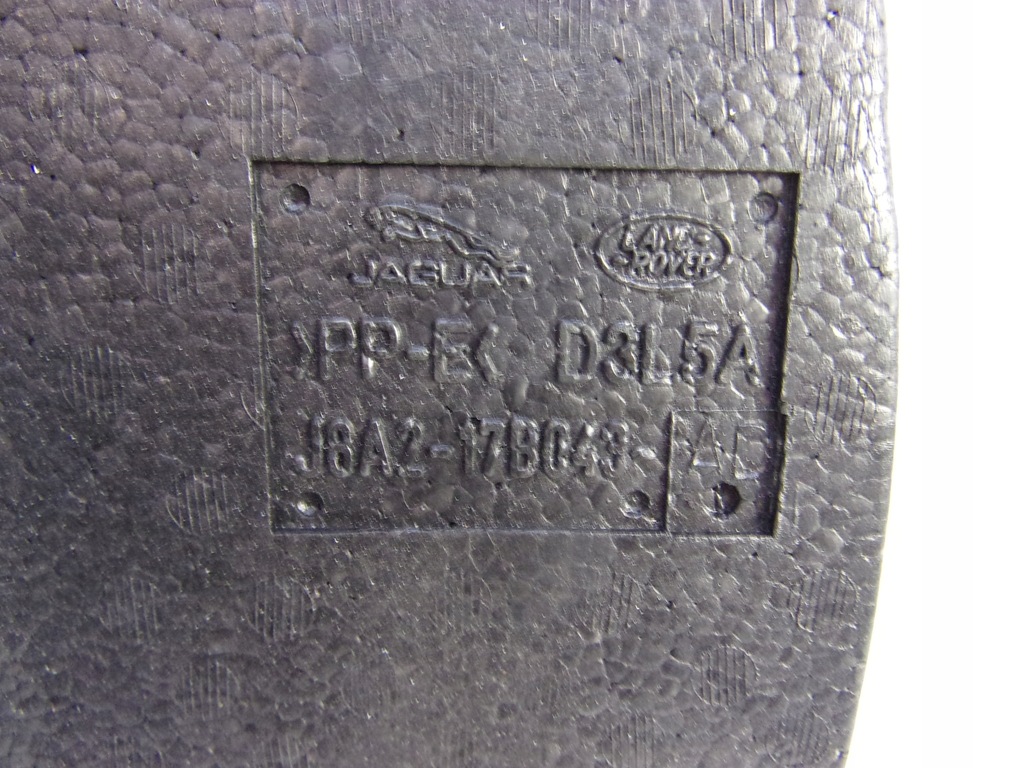 JAGUAR LAND-ROVER
>PP-E< D3L5A
J8A2-17B043-AD